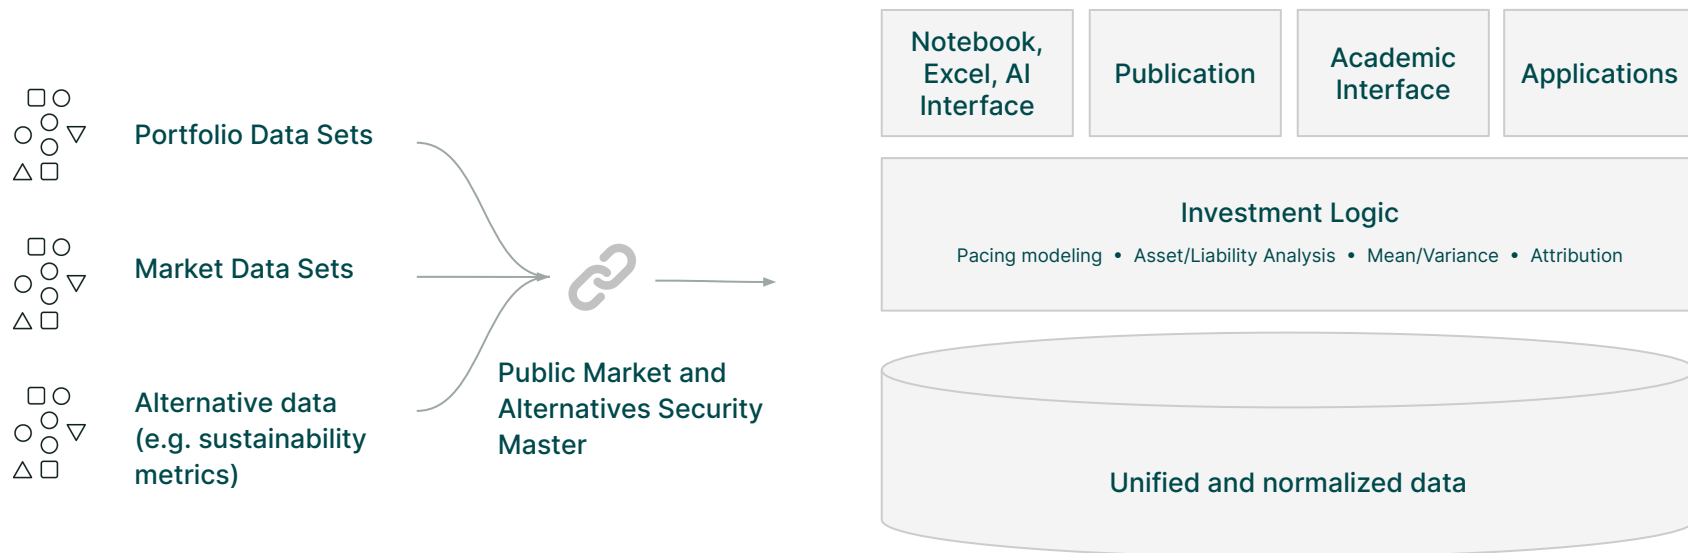 Portfolio Data Sets
Market Data Sets
Alternative data
(e.g. sustainability
metrics)
Public Market and
Alternatives Security
Master
Notebook,
Excel, AI
Interface
Publication
Academic
Interface
Applications
Investment Logic
Pacing modeling • Asset/Liability Analysis • Mean/Variance • Attribution
Unified and normalized data